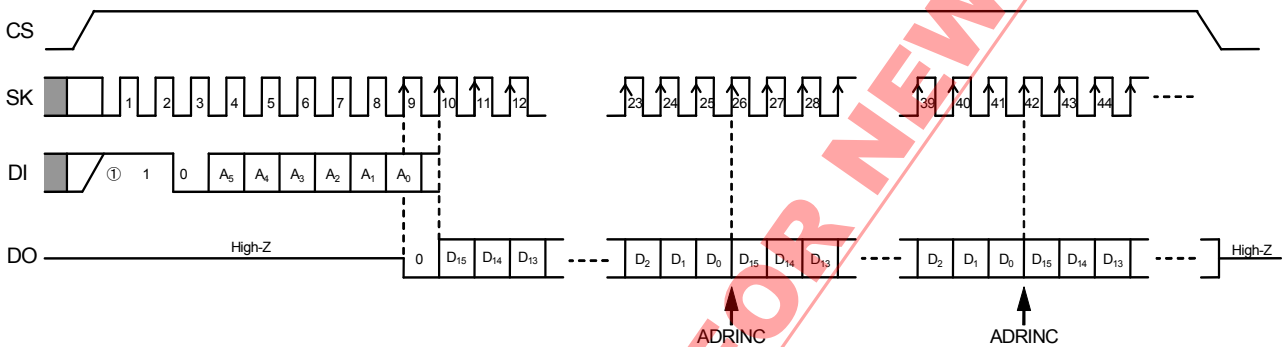 CS
SK 1 2 3 4 5 6 7 8 9 10 11 12 23 24 25 26 27 28 39 40 41 42 43 44
DI ① 1 0 A5 A4 A3 A2 A1 A0
DO High-Z 0 D15 D14 D13 D2 D1 D0 D15 D14 D13 D2 D1 D0 D15 D14 D13 High-Z
ADRINC ADRINC
FOR NEW